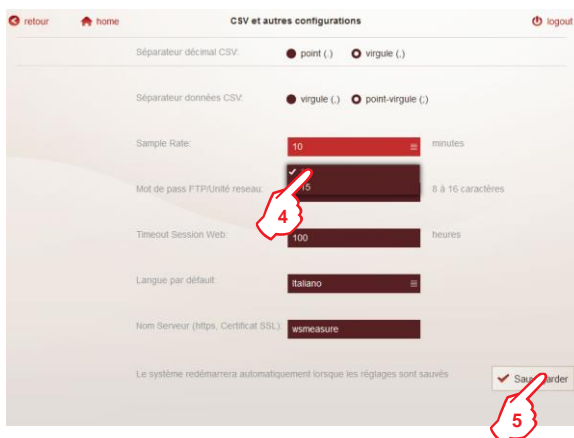 retour home CSV et autres configurations logout
Séparateur décimal CSV: point (.) virgule (,)
Séparateur données CSV: virgule (,) point-virgule (;)
Sample Rate: 10 minutes
15
Mot de pass FTP/Unité reseau: 8 à 16 caractères
4
Timeout Session Web: 100 heures
Langue par défault: Italiano
Nom Serveur (https, Certificat SSL): wsmeasure
Le système redémarrera automatiquement lorsque les réglages sont sauvés
5